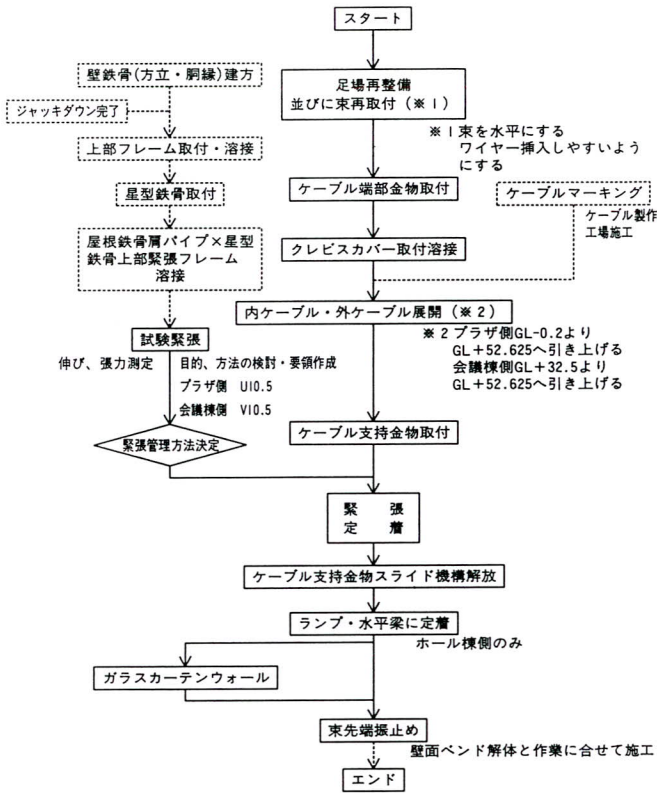 スタート
壁鉄骨(方立・胴縁)建方
ジャッキダウン完了
上部フレーム取付・溶接
星型鉄骨取付
屋根鉄骨肩パイプ×星型
鉄骨上部緊張フレーム
溶接
試験緊張
伸び、張力測定
目的、方法の検討・要領作成
プラザ側 U10.5
会議棟側 V10.5
緊張管理方法決定
足場再整備
並びに束再取付(※1)
※1束を水平にする
ワイヤー挿入しやすいよう
にする
ケーブル端部金物取付
ケーブルマーキング
ケーブル製作
工場施工
クレビスカバー取付溶接
内ケーブル・外ケーブル展開(※2)
※2プラザ側GL-0.2より
GL+52.625へ引き上げる
会議棟側GL+32.5より
GL+52.625へ引き上げる
ケーブル支持金物取付
緊 張
定 着
ケーブル支持金物スライド機構解放
ランプ・水平梁に定着
ホール棟側のみ
ガラスカーテンウォール
束先端振止め
壁面ベンド解体と作業に合せて施工
エンド